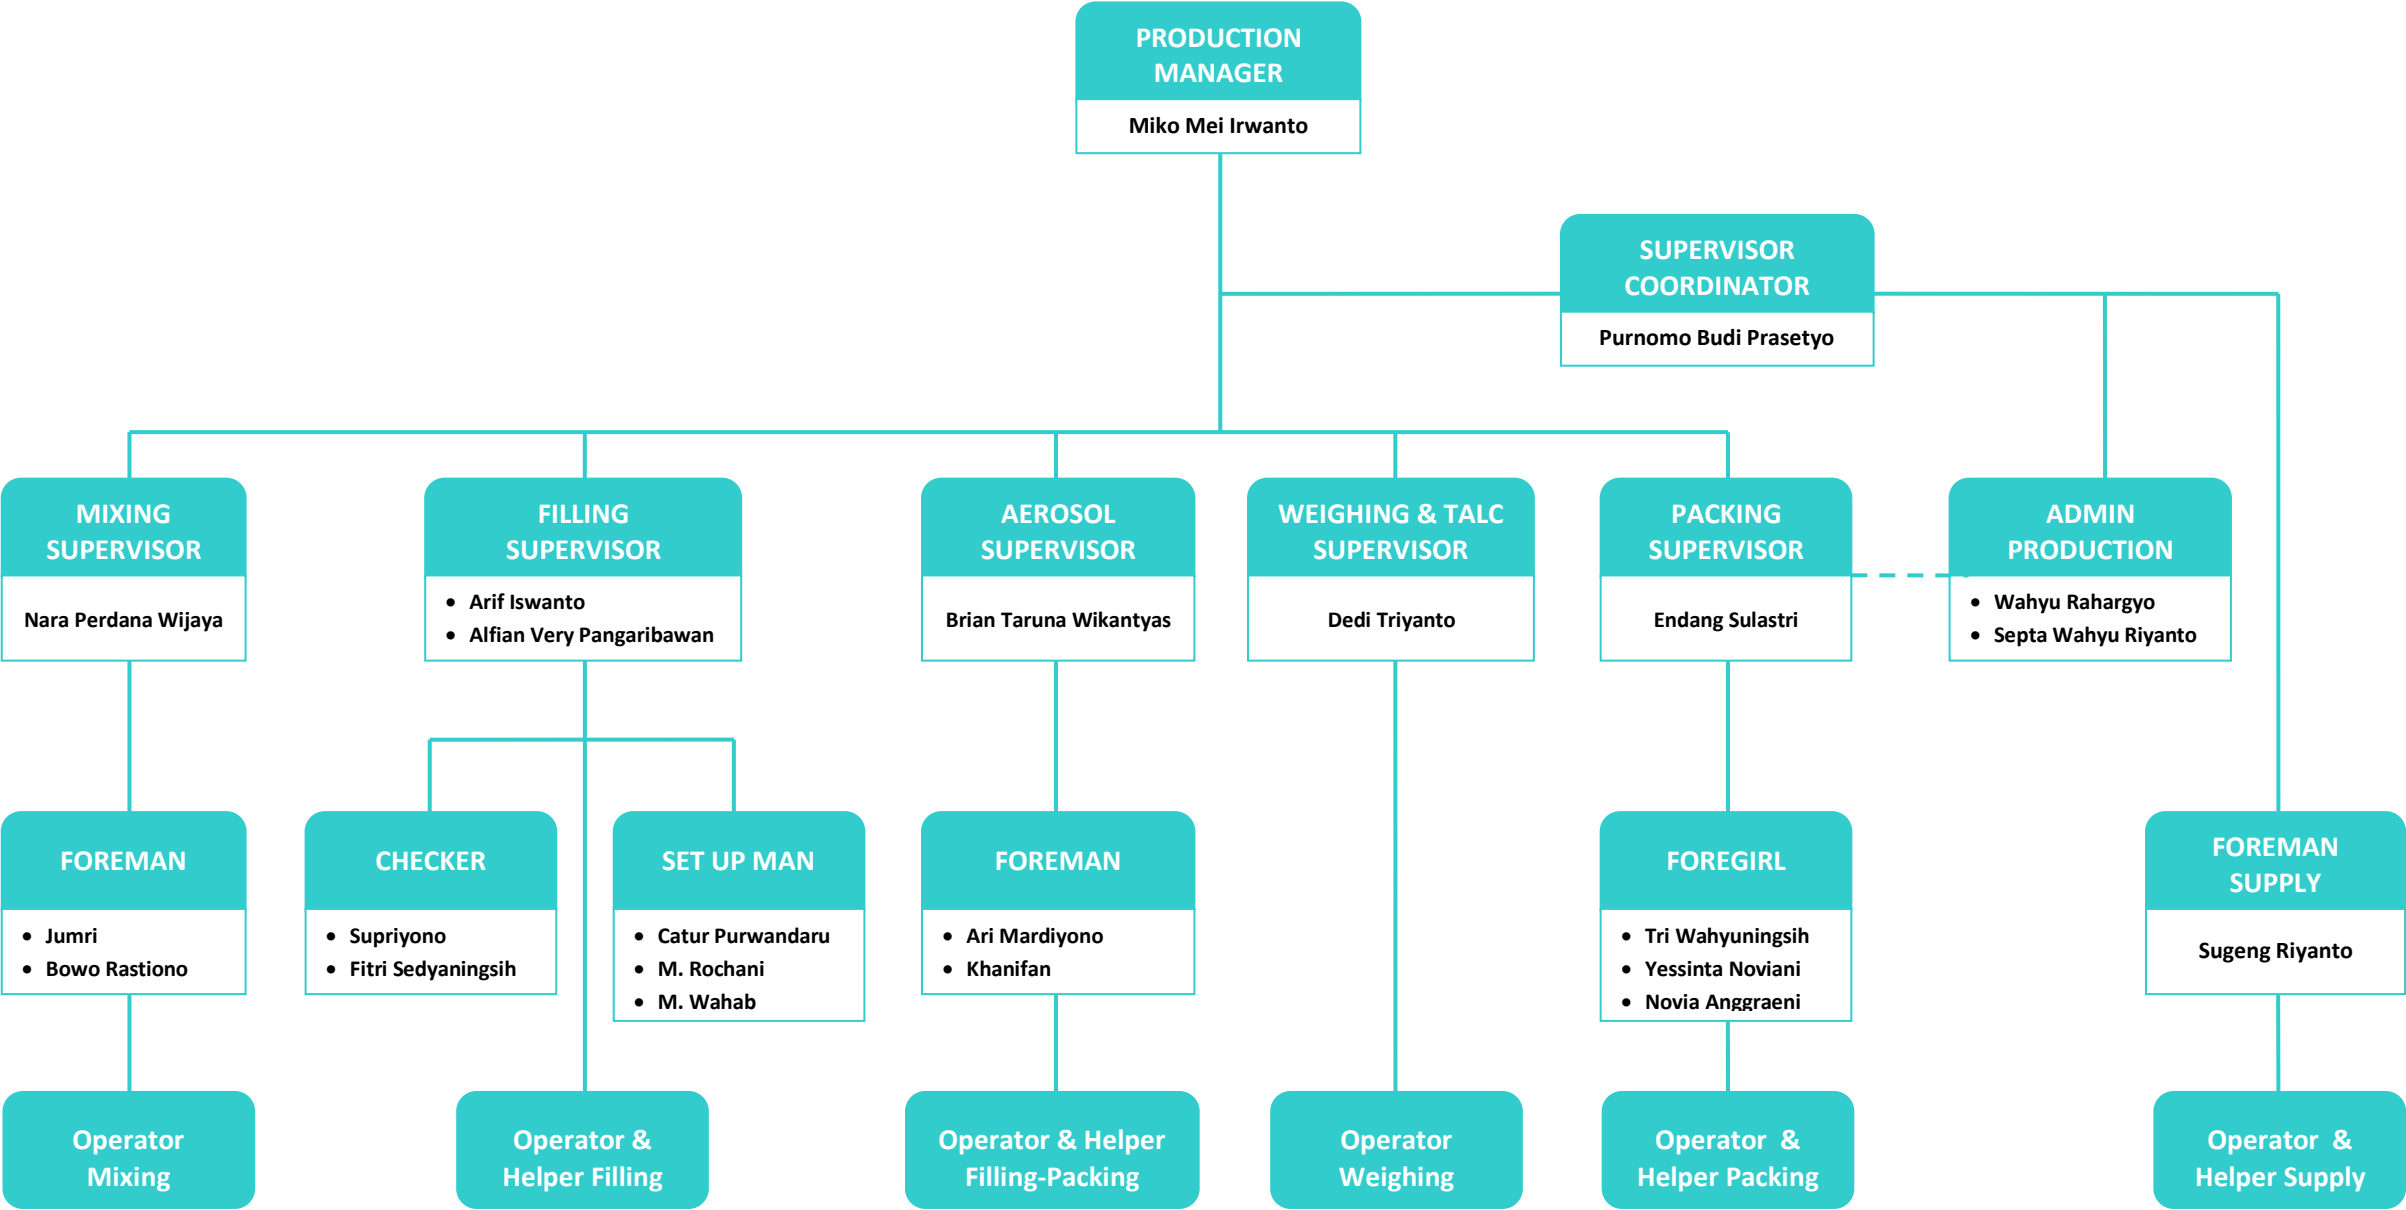 PRODUCTION
MANAGER
Miko Mei Irwanto
SUPERVISOR
COORDINATOR
Purnomo Budi Prasetyo
MIXING
SUPERVISOR
Nara Perdana Wijaya
FILLING
SUPERVISOR
• Arif Iswanto
• Alfian Very Pangaribawan
AEROSOL
SUPERVISOR
Brian Taruna Wikantyas
WEIGHING & TALC
SUPERVISOR
Dedi Triyanto
PACKING
SUPERVISOR
Endang Sulastri
ADMIN
PRODUCTION
• Wahyu Rahargyo
• Septa Wahyu Riyanto
FOREMAN
• Jumri
• Bowo Rastiono
CHECKER
• Supriyono
• Fitri Sedyaningsih
SET UP MAN
• Catur Purwandaru
• M. Rochani
• M. Wahab
FOREMAN
• Ari Mardiyono
• Khanifan
FOREGIRL
• Tri Wahyuningsih
• Yessinta Noviani
• Novia Anggraeni
FOREMAN
SUPPLY
Sugeng Riyanto
Operator
Mixing
Operator &
Helper Filling
Operator & Helper
Filling-Packing
Operator
Weighing
Operator &
Helper Packing
Operator &
Helper Supply